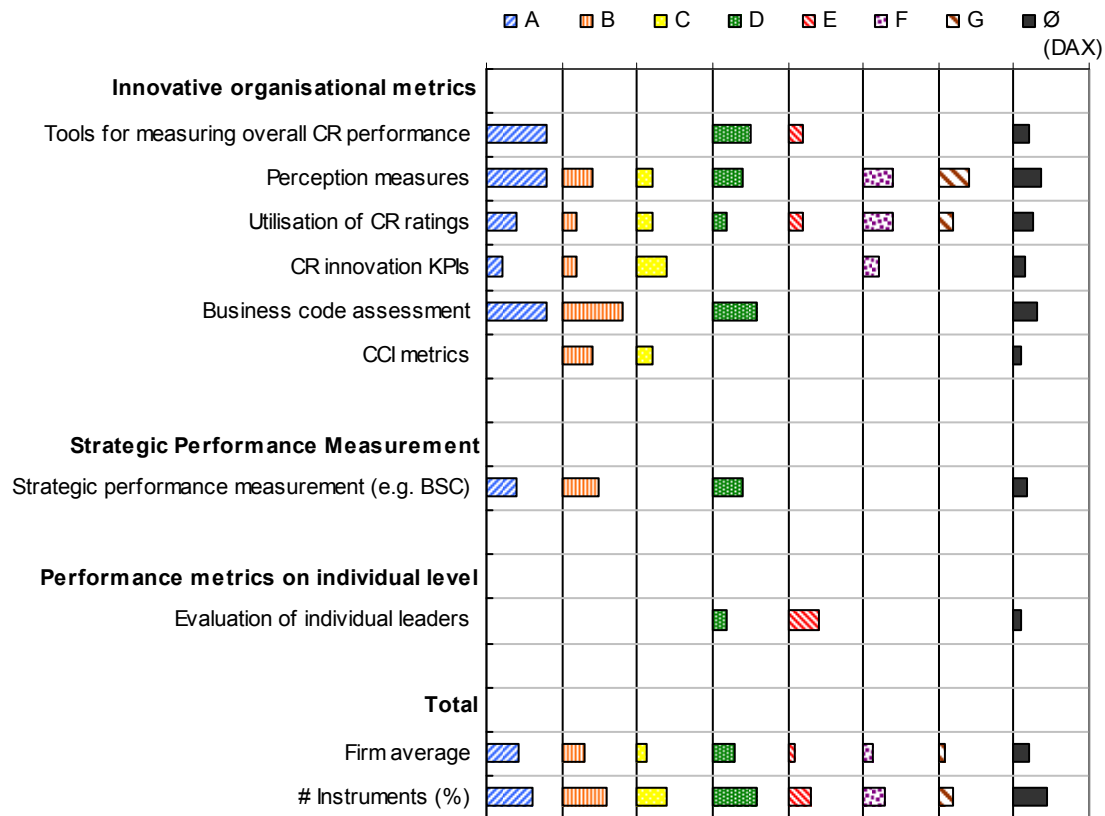 A B C D E F G Ø (DAX)
Innovative organisational metrics
Tools for measuring overall CR performance
Perception measures
Utilisation of CR ratings
CR innovation KPIs
Business code assessment
CCI metrics
Strategic Performance Measurement
Strategic performance measurement (e.g. BSC)
Performance metrics on individual level
Evaluation of individual leaders
Total
Firm average
# Instruments (%)